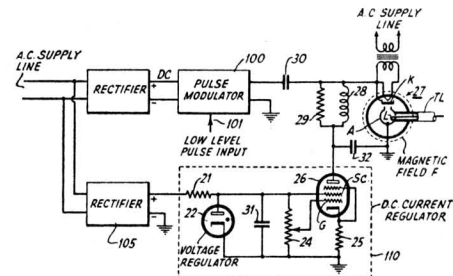 A.C. SUPPLY
LINE
A.C. SUPPLY
LINE
RECTIFIER
DC
+
−
100
PULSE
MODULATOR
101
LOW LEVEL
PULSE INPUT
30
29
28
K
27
TL
A
L
32
MAGNETIC
FIELD F
RECTIFIER
+
−
105
21
22
VOLTAGE
REGULATOR
31
24
26
Sc
G
25
D.C. CURRENT
REGULATOR
110